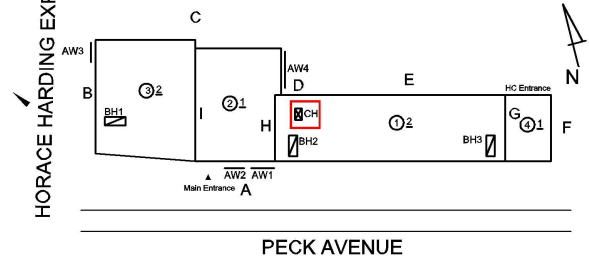 C
HORACE HARDING EXP
AW3
AW4
D
E
HC Entrance
N
B
③ 2
② 1
BH1
I
H
CH
① 2
G
④ 1
F
BH2
BH3
AW2 AW1
Main Entrance
A
PECK AVENUE